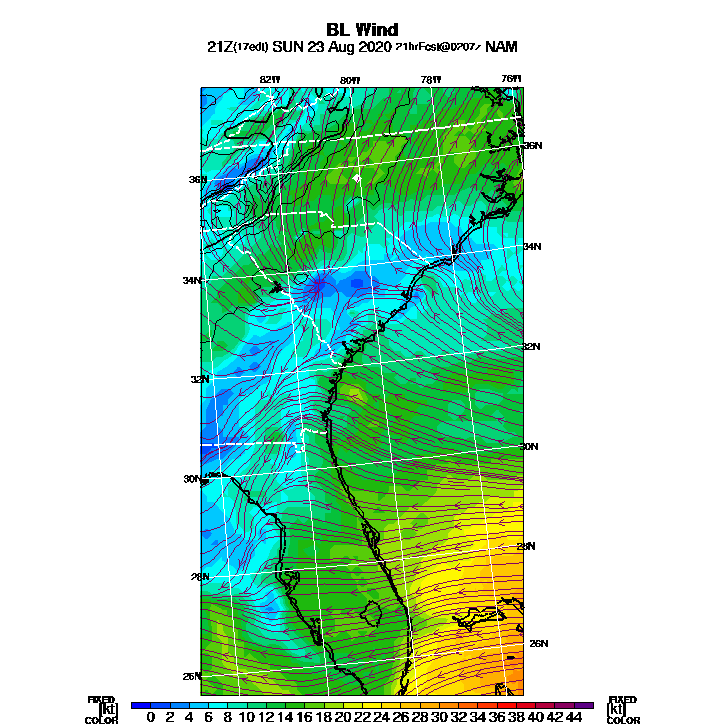 BL Wind
21Z(17edt) SUN 23 Aug 2020 21hrFcst@0207z NAM
82W 80W 78W 76W
36N 36N
34N 34N
32N 32N
30N 30N
28N 28N
26N 26N
FIXED FIXED
[kt] 0 2 4 6 8 10 12 14 16 18 20 22 24 26 28 30 32 34 36 38 40 42 44 [kt]
COLOR COLOR